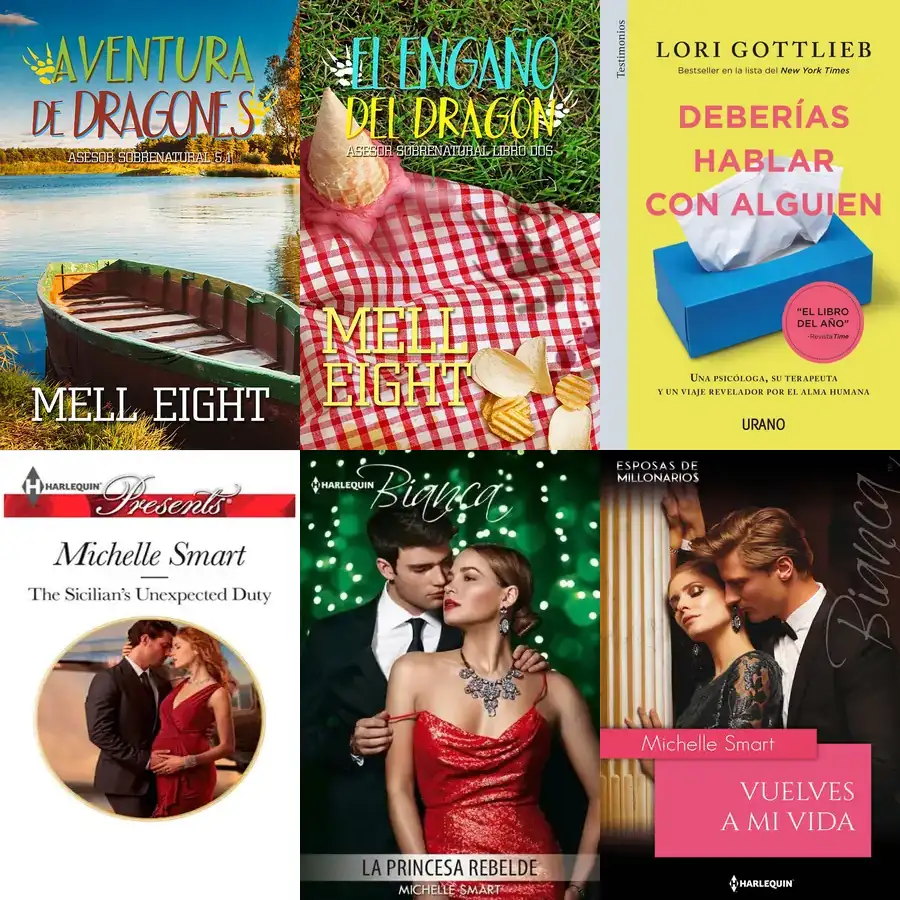 AVENTURA
DE DRAGONES
ASESOR SOBRENATURAL 5.1
MELL EIGHT
EL ENGAÑO
DEL DRAGÓN
ASESOR SOBRENATURAL LIBRO DOS
MELL
EIGHT
Testimonios
LORI GOTTLIEB
Bestseller en la lista del New York Times
DEBERÍAS
HABLAR
CON ALGUIEN
"EL LIBRO
DEL AÑO"
-Revista Time
UNA PSICÓLOGA, SU TERAPEUTA
Y UN VIAJE REVELADOR POR EL ALMA HUMANA
URANO
HARLEQUIN
Presents
Michelle Smart
The Sicilian's Unexpected Duty
HARLEQUIN
Bianca
LA PRINCESA REBELDE
MICHELLE SMART
ESPOSAS DE
MILLONARIOS
Bianca
Michelle Smart
VUELVES
A MI VIDA
HARLEQUIN